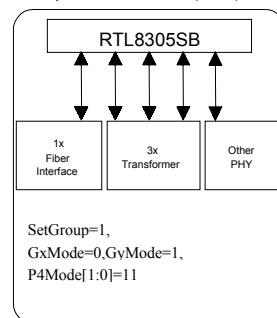 RTL8305SB
1x
Fiber
Interface
3x
Transformer
Other
PHY
SetGroup=1,
GxMode=0,GyMode=1,
P4Mode[1:0]=11